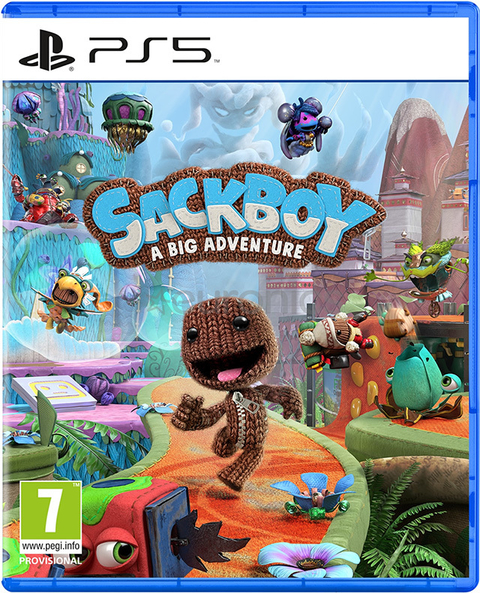 PS5
SACKBOY
A BIG ADVENTURE
7
www.pegi.info
PROVISIONAL